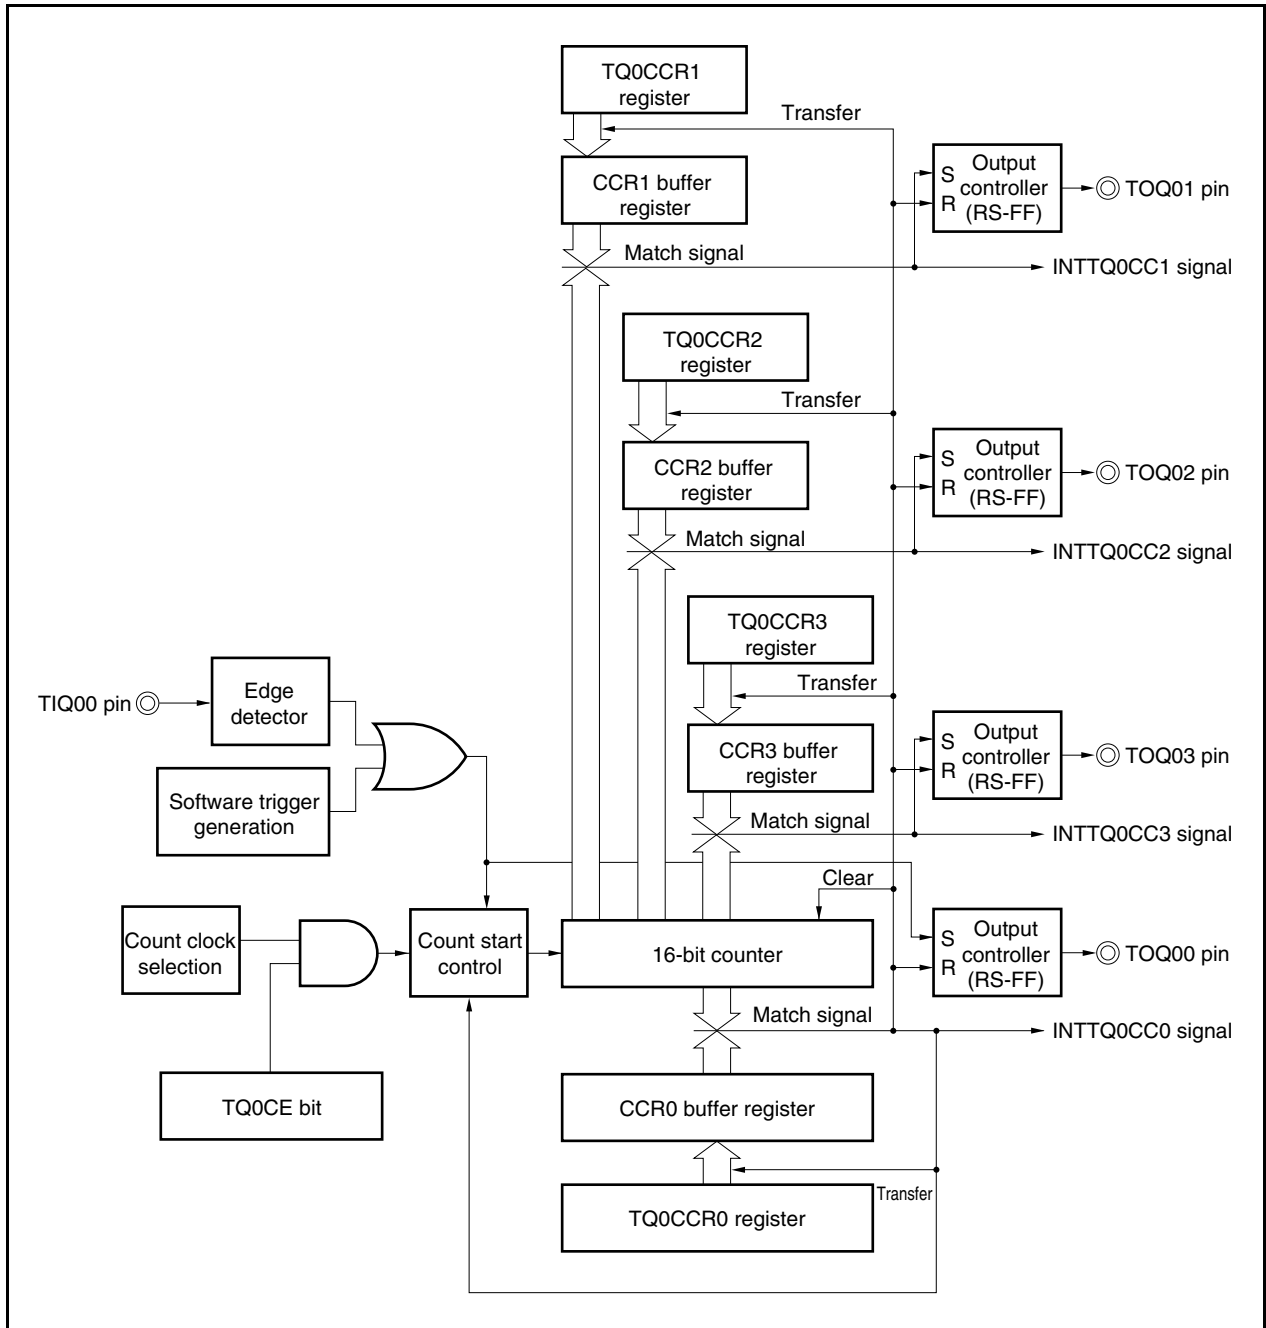 TQ0CCR1
register
Transfer
CCR1 buffer
register
S
R
Output
controller
(RS-FF)
TOQ01 pin
Match signal
INTTQ0CC1 signal
TQ0CCR2
register
Transfer
CCR2 buffer
register
S
R
Output
controller
(RS-FF)
TOQ02 pin
Match signal
INTTQ0CC2 signal
TQ0CCR3
register
Transfer
TIQ00 pin
Edge
detector
CCR3 buffer
register
S
R
Output
controller
(RS-FF)
TOQ03 pin
Software trigger
generation
Match signal
INTTQ0CC3 signal
Clear
Count clock
selection
Count start
control
16-bit counter
S
R
Output
controller
(RS-FF)
TOQ00 pin
Match signal
INTTQ0CC0 signal
TQ0CE bit
CCR0 buffer register
Transfer
TQ0CCR0 register